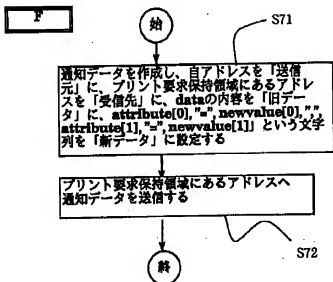 F
始
S71
通知データを作成し、自アドレスを「送信
元」に、プリント要求保持領域にあるアドレ
スを「受信先」に、dataの内容を「旧デー
タ」に、attribute[0], "=", newvalue[0], ",",
attribute[1], "=", newvalue[1]」という文字
列を「新データ」に設定する
プリント要求保持領域にあるアドレスへ
通知データを送信する
S72
終